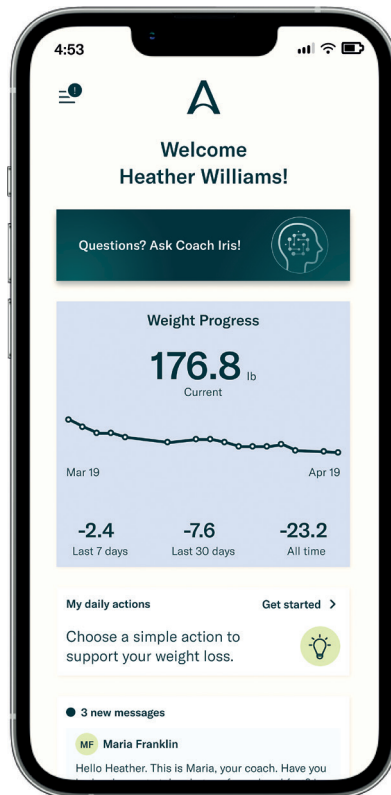 4:53
Welcome
Heather Williams!
Questions? Ask Coach Iris!
Weight Progress
176.8 lb
Current
Mar 19 Apr 19
-2.4 -7.6 -23.2
Last 7 days Last 30 days All time
My daily actions Get started >
Choose a simple action to
support your weight loss.
3 new messages
MF Maria Franklin
Hello Heather. This is Maria, your coach. Have you